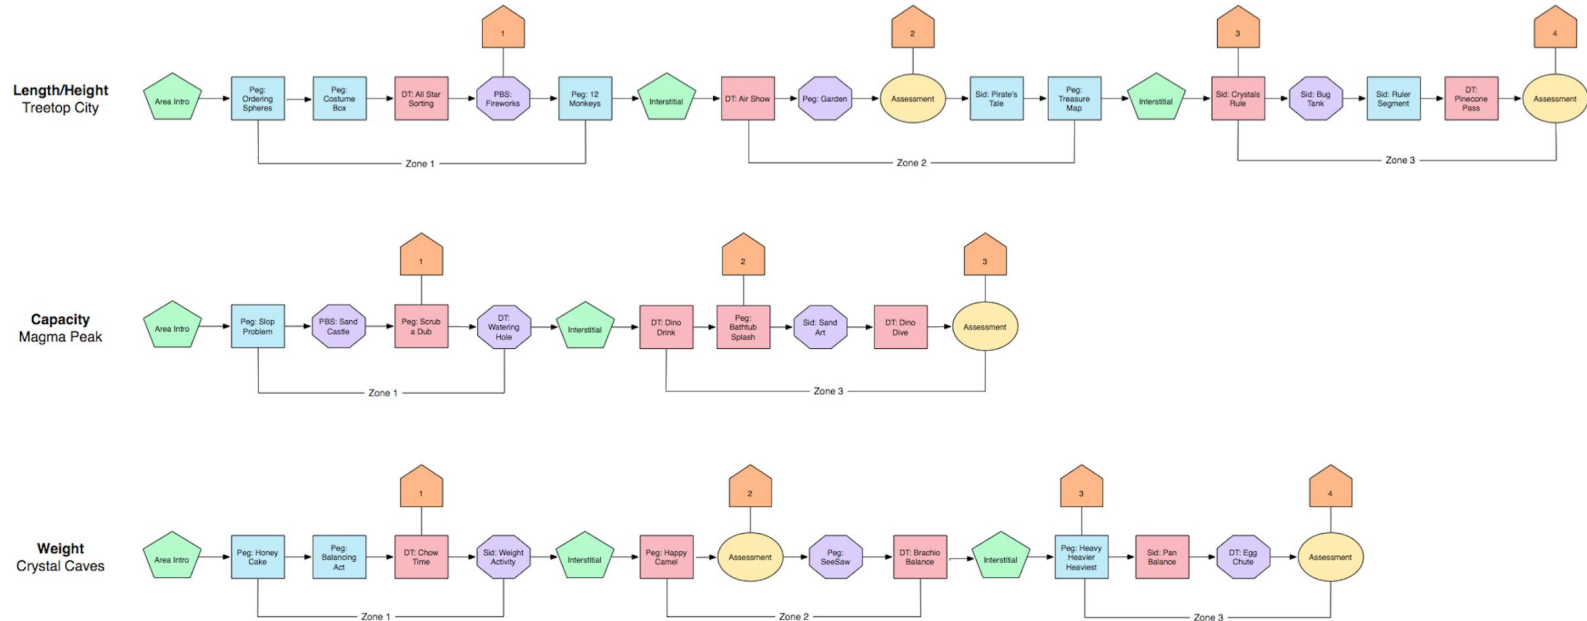 1
2
3
4
Length/Height
Treetop City
Area Intro
Peg:
Ordering
Spheres
Peg:
Costume
Box
DT: All Star
Sorting
PBS:
Fireworks
Peg: 12
Monkeys
Interstitial
DT: Air Show
Peg: Garden
Assessment
Sid: Pirate's
Tale
Peg:
Treasure
Map
Interstitial
Sid: Crystals
Rule
Sid: Bug
Tank
Sid: Ruler
Segment
DT:
Pinecone
Pass
Assessment
Zone 1
Zone 2
Zone 3
1
2
3
Capacity
Magma Peak
Area Intro
Peg: Slop
Problem
PBS: Sand
Castle
Peg: Scrub
a Dub
DT:
Watering
Hole
Interstitial
DT: Dino
Drink
Peg:
Bathtub
Splash
Sid: Sand
Art
DT: Dino
Dive
Assessment
Zone 1
Zone 3
1
2
3
4
Weight
Crystal Caves
Area Intro
Peg: Honey
Cake
Peg:
Balancing
Act
DT: Chow
Time
Sid: Weight
Activity
Interstitial
Peg: Happy
Camel
Assessment
Peg:
SeeSaw
DT: Brachio
Balance
Interstitial
Peg: Heavy
Heavier
Heaviest
Sid: Pan
Balance
DT: Egg
Chute
Assessment
Zone 1
Zone 2
Zone 3